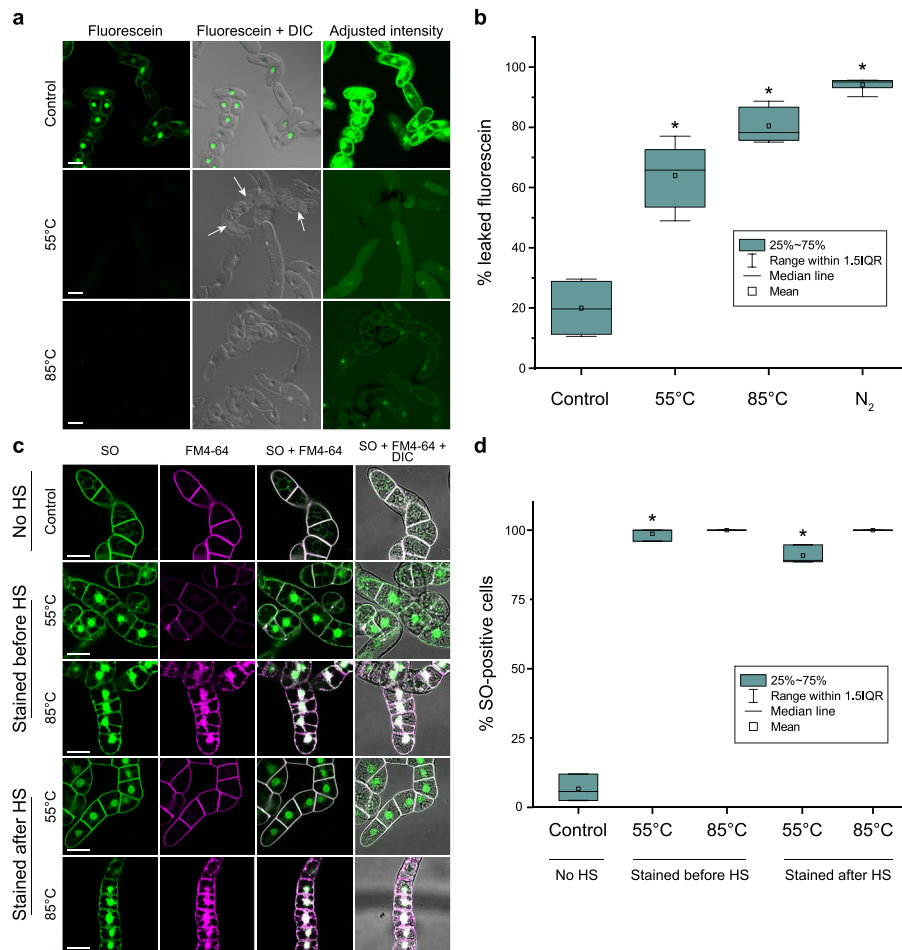 a
Fluorescein
Fluorescein + DIC
Adjusted intensity
Control
55°C
85°C
b
% leaked fluorescein
100
80
60
40
20
0
*
*
*
25%~75%
Range within 1.5IQR
Median line
Mean
Control
55°C
85°C
N₂
c
SO
FM4-64
SO + FM4-64
SO + FM4-64 +
DIC
No HS
Control
Stained before HS
55°C
85°C
Stained after HS
55°C
85°C
d
% SO-positive cells
100
75
50
25
0
*
*
25%~75%
Range within 1.5IQR
Median line
Mean
Control
55°C
85°C
55°C
85°C
No HS
Stained before HS
Stained after HS